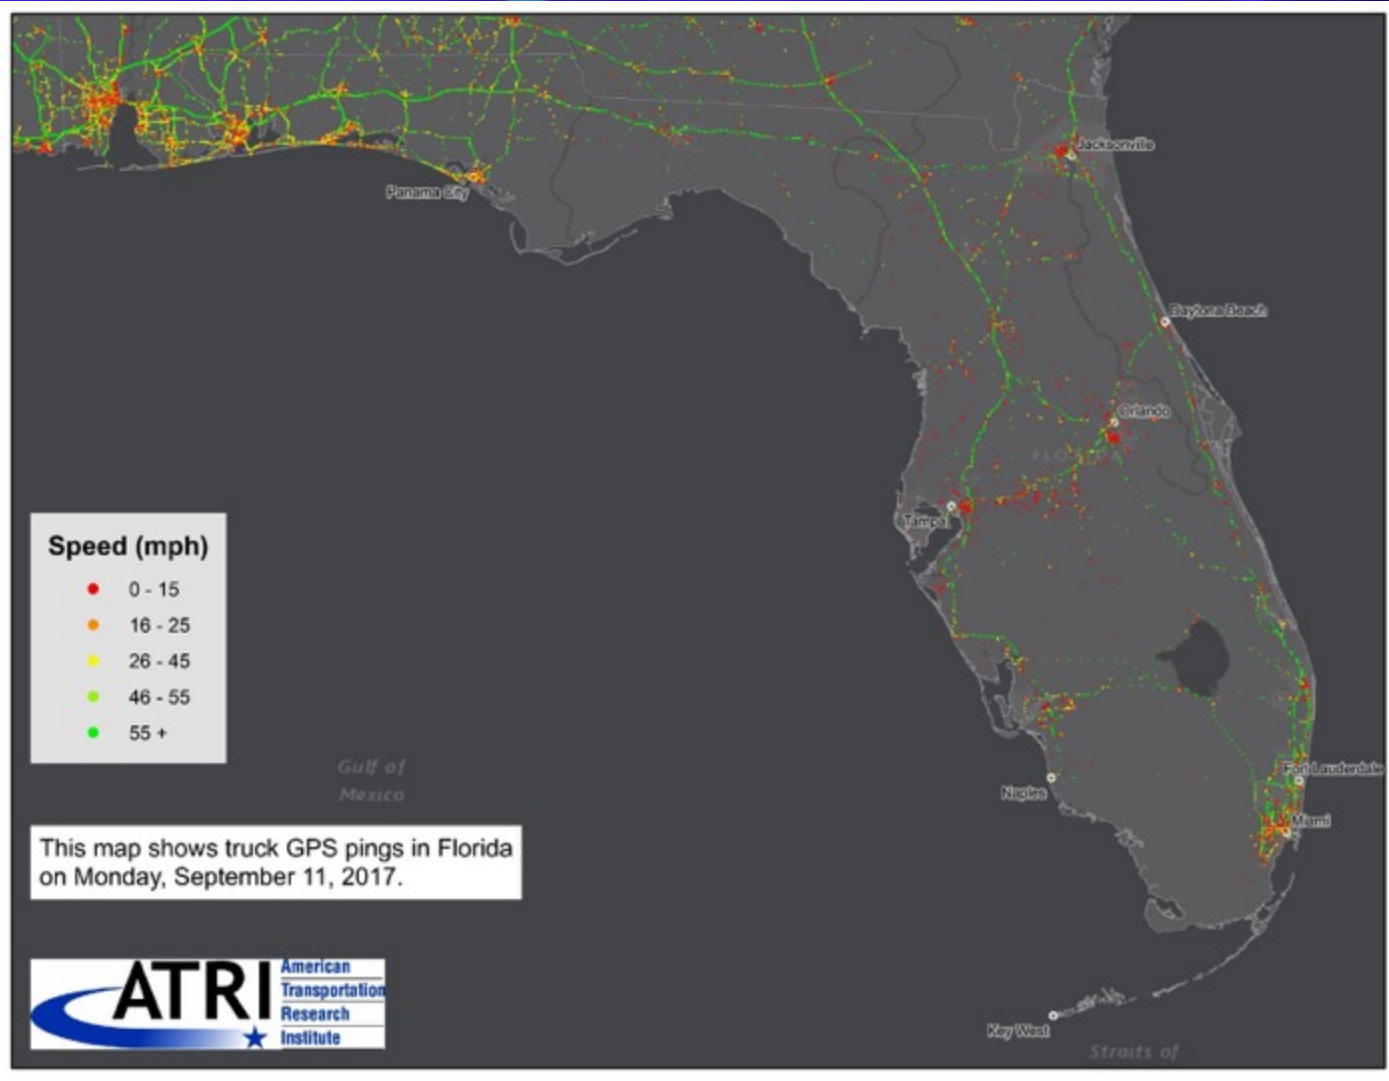 Jacksonville
Panama City
Daytona Beach
Orlando
FLORIDA
Tampa
Speed (mph)
0 - 15
16 - 25
26 - 45
46 - 55
55 +
Gulf of
Mexico
Fort Lauderdale
Naples
Miami
This map shows truck GPS pings in Florida
on Monday, September 11, 2017.
ATRI
American
Transportation
Research
Institute
Key West
Straits of